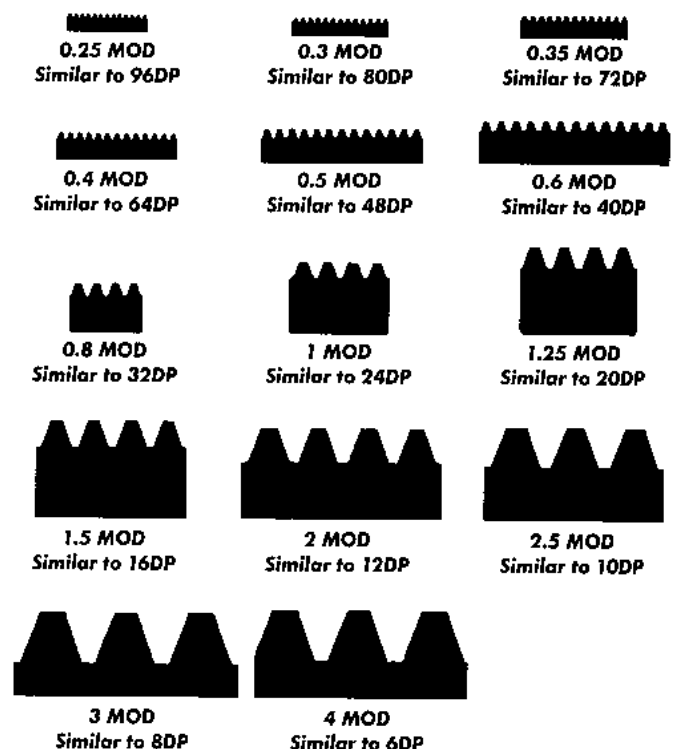 0.25 MOD
Similar to 96DP
0.3 MOD
Similar to 80DP
0.35 MOD
Similar to 72DP
0.4 MOD
Similar to 64DP
0.5 MOD
Similar to 48DP
0.6 MOD
Similar to 40DP
0.8 MOD
Similar to 32DP
1 MOD
Similar to 24DP
1.25 MOD
Similar to 20DP
1.5 MOD
Similar to 16DP
2 MOD
Similar to 12DP
2.5 MOD
Similar to 10DP
3 MOD
Similar to 8DP
4 MOD
Similar to 6DP